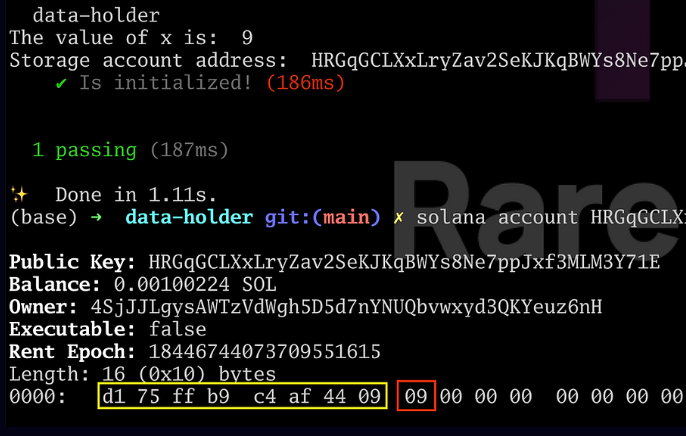 data-holder
The value of x is:  9
Storage account address:  HRGqGCLXxLryZav2SeKJKqBWYs8Ne7ppJ
✔ Is initialized! (186ms)
1 passing (187ms)
✨  Done in 1.11s.
(base) ➜  data-holder git:(main) ✗ solana account HRGqGCLX
Rare
Public Key: HRGqGCLXxLryZav2SeKJKqBWYs8Ne7ppJxf3MLM3Y71E
Balance: 0.00100224 SOL
Owner: 4SjJJLgysAWTzVdWgh5D5d7nYNUQbvwxyd3QKYeuz6nH
Executable: false
Rent Epoch: 18446744073709551615
Length: 16 (0x10) bytes
0000:   d1 75 ff b9  c4 af 44 09  09 00 00 00  00 00 00 00